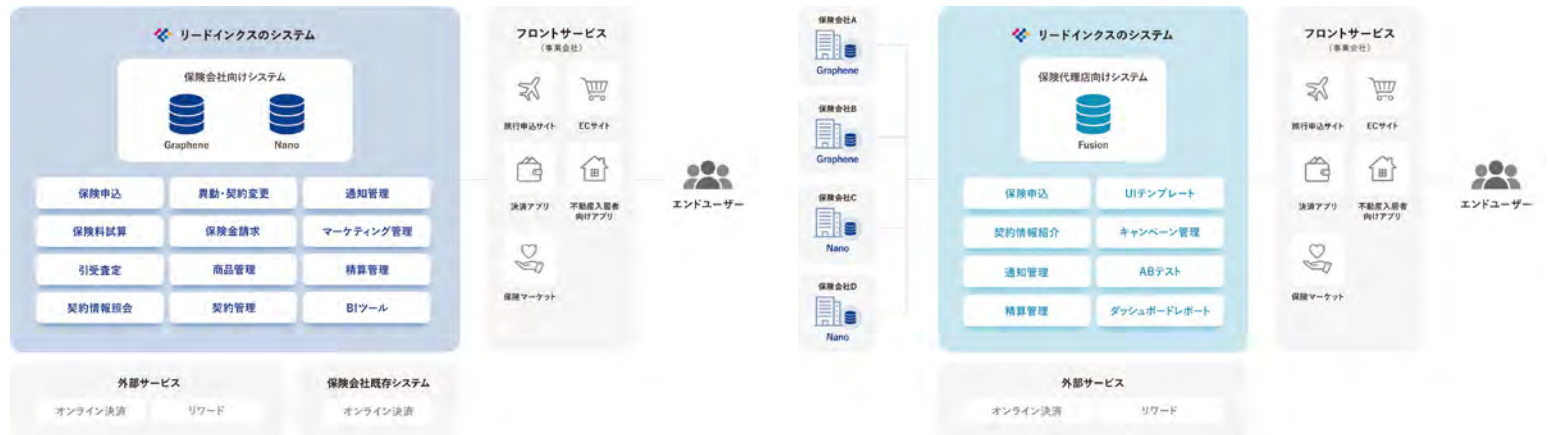 リードインクスのシステム
保険会社向けシステム
Graphene
Nano
保険申込
異動・契約変更
通知管理
保険料試算
保険金請求
マーケティング管理
引受査定
商品管理
精算管理
契約情報照会
契約管理
BIツール
外部サービス
オンライン決済
リワード
保険会社既存システム
オンライン決済
フロントサービス
（事業会社）
旅行申込サイト
ECサイト
決済アプリ
不動産入居者
向けアプリ
保険マーケット
エンドユーザー
保険会社A
Graphene
保険会社B
Graphene
保険会社C
Nano
保険会社D
Nano
リードインクスのシステム
保険代理店向けシステム
Fusion
保険申込
UIテンプレート
契約情報紹介
キャンペーン管理
通知管理
ABテスト
精算管理
ダッシュボードレポート
外部サービス
オンライン決済
リワード
フロントサービス
（事業会社）
旅行申込サイト
ECサイト
決済アプリ
不動産入居者
向けアプリ
保険マーケット
エンドユーザー